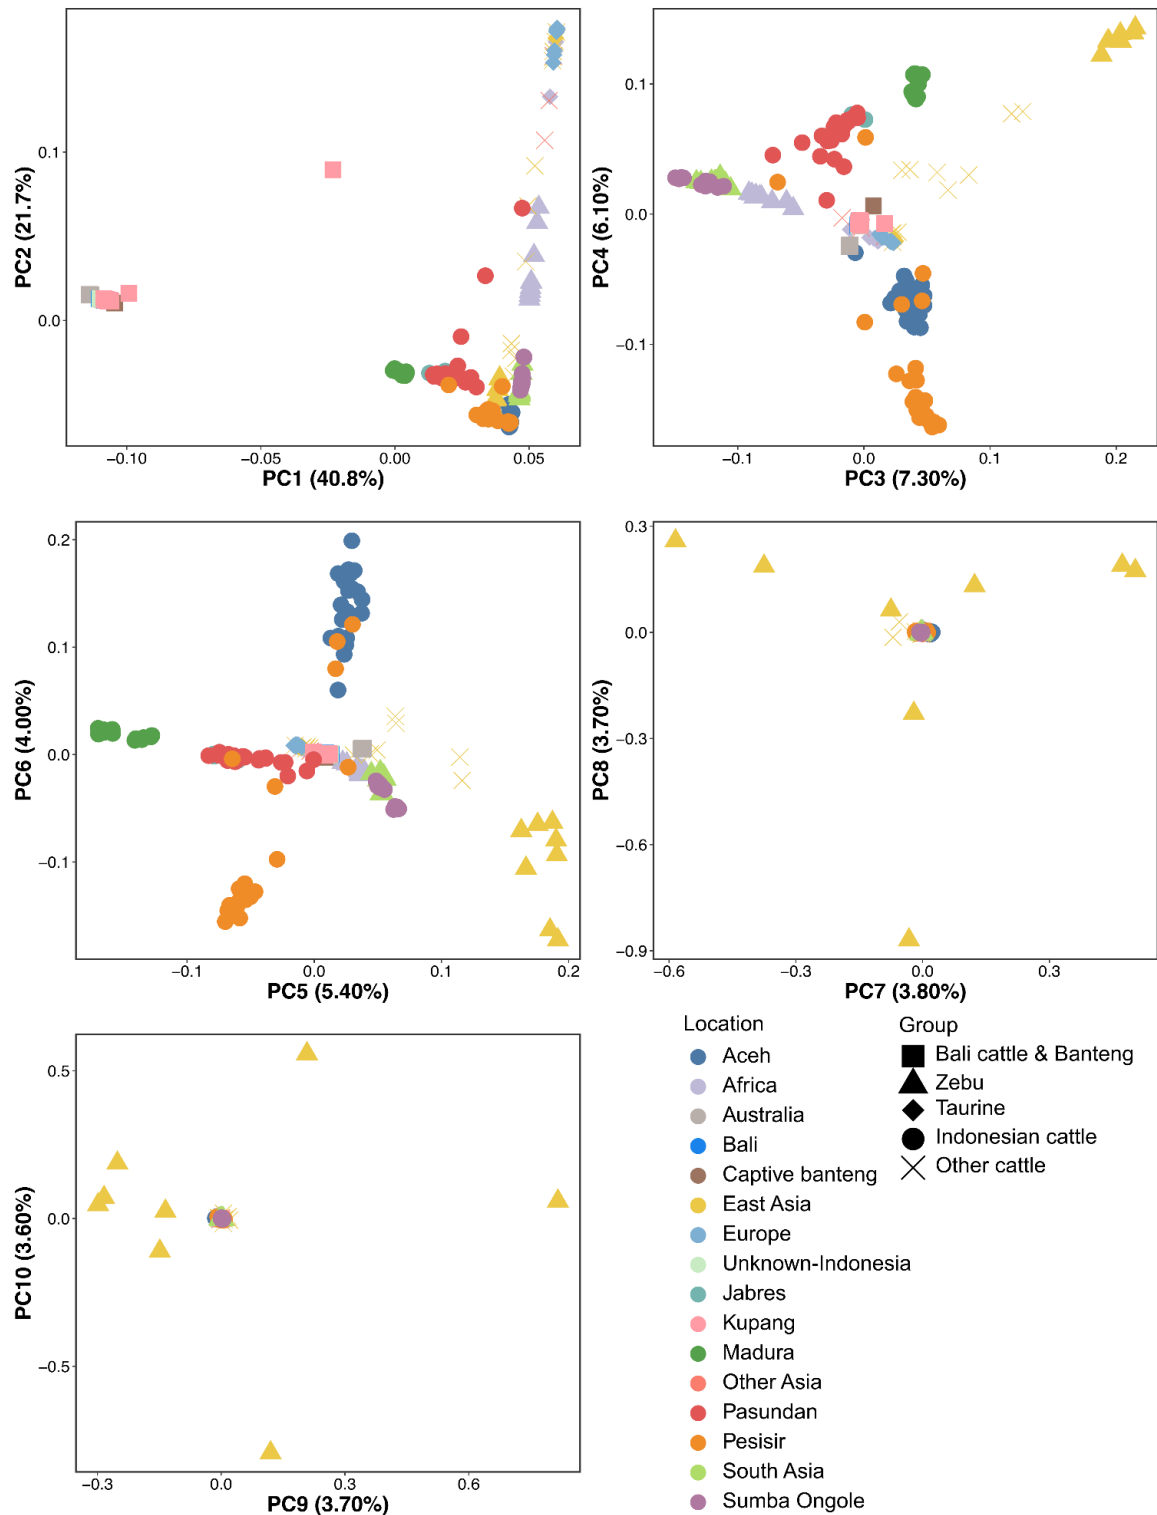 0.1
0.0
PC2 (21.7%)
−0.10
−0.05
0.00
0.05
PC1 (40.8%)
0.1
0.0
−0.1
PC4 (6.10%)
−0.1
0.0
0.1
0.2
PC3 (7.30%)
0.2
0.1
0.0
−0.1
PC6 (4.00%)
−0.1
0.0
0.1
0.2
PC5 (5.40%)
0.3
0.0
−0.3
−0.6
−0.9
PC8 (3.70%)
−0.6
−0.3
0.0
0.3
PC7 (3.80%)
0.5
0.0
−0.5
PC10 (3.60%)
−0.3
0.0
0.3
0.6
PC9 (3.70%)
Location
Aceh
Africa
Australia
Bali
Captive banteng
East Asia
Europe
Unknown-Indonesia
Jabres
Kupang
Madura
Other Asia
Pasundan
Pesisir
South Asia
Sumba Ongole
Group
Bali cattle & Banteng
Zebu
Taurine
Indonesian cattle
Other cattle